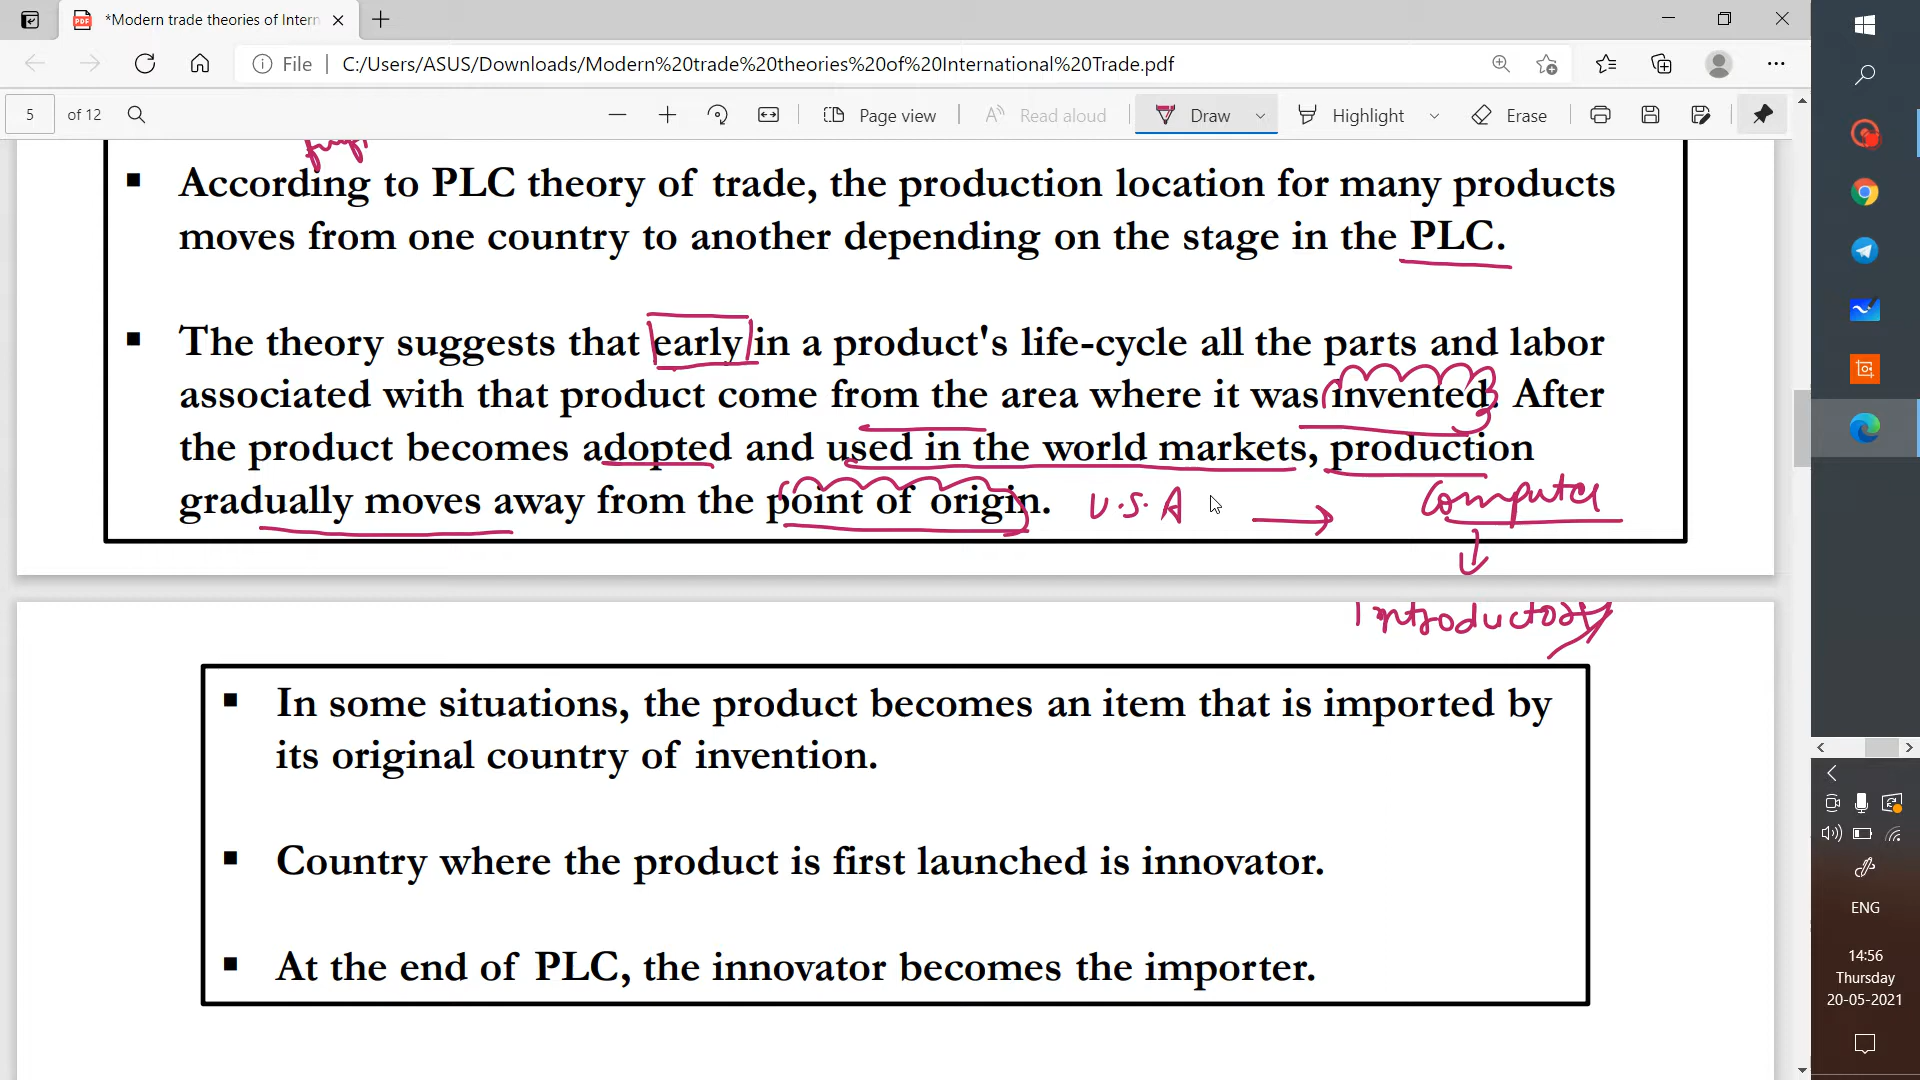 *Modern trade theories of Intern
File
C:/Users/ASUS/Downloads/Modern%20trade%20theories%20of%20International%20Trade.pdf
5 of 12
Page view
Read aloud
Draw
Highlight
Erase
According to PLC theory of trade, the production location for many products
moves from one country to another depending on the stage in the PLC.
The theory suggests that early in a product's life-cycle all the parts and labor
associated with that product come from the area where it was invented. After
the product becomes adopted and used in the world markets, production
gradually moves away from the point of origin. U.S.A → Computer
↓
Introductory
In some situations, the product becomes an item that is imported by
its original country of invention.
Country where the product is first launched is innovator.
At the end of PLC, the innovator becomes the importer.
ENG
14:56
Thursday
20-05-2021